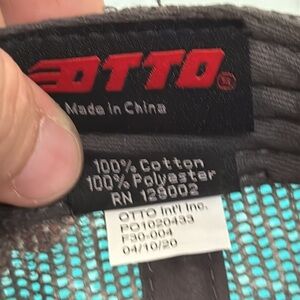 OTTO
Made in China
100% Cotton
100% Polyester
RN 129002
OTTO Int'l Inc.
PO1020433
F30-004
04/10/20